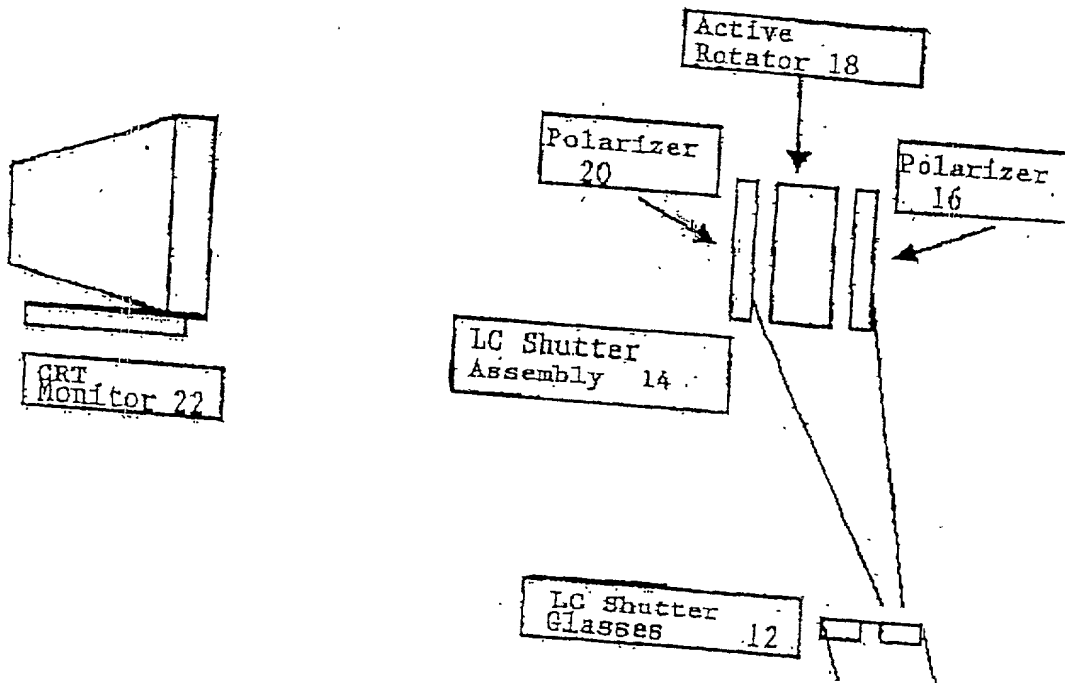 Active
Rotator 18
Polarizer
20
Polarizer
16
LC Shutter
Assembly 14
CRT
Monitor 22
LC Shutter
Glasses 12